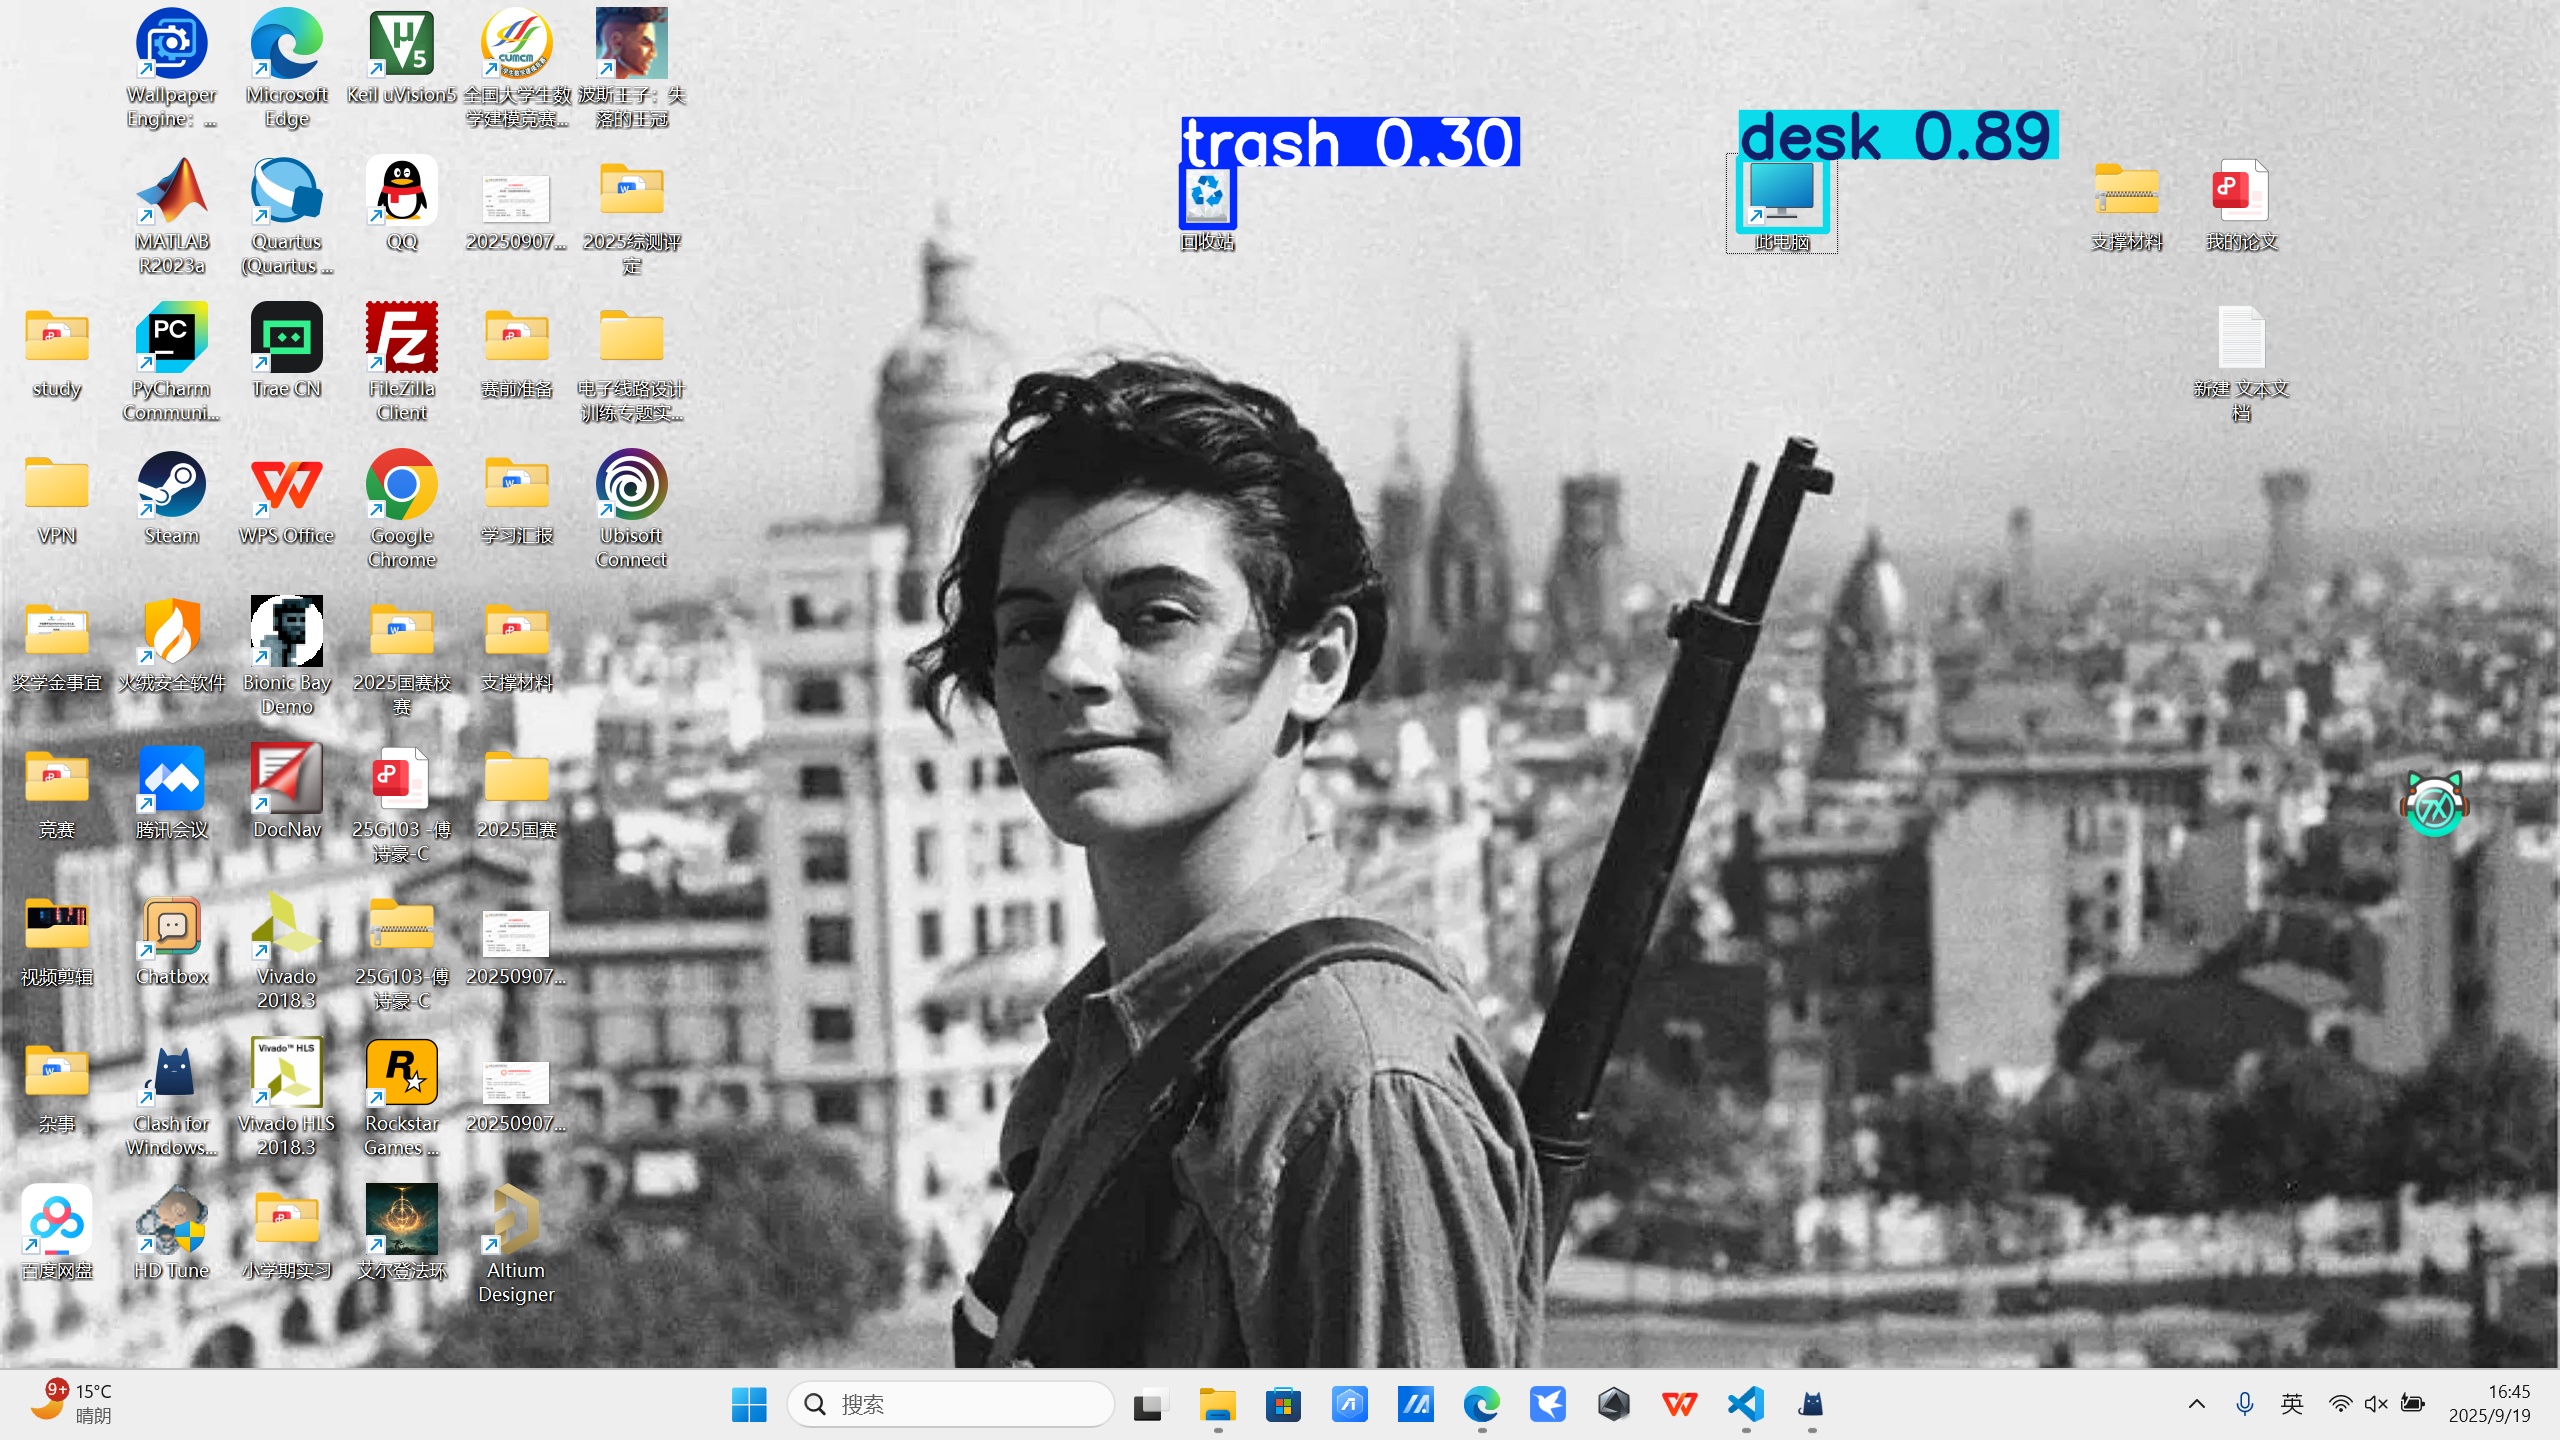 Wallpaper
Engine：...
Microsoft
Edge
μ
5
Keil uVision5
CUMCM
全国大学生数
学建模竞赛...
波斯王子：失
落的王冠
trash 0.30
desk 0.89
MATLAB
R2023a
Quartus
(Quartus ...
QQ
20250907...
2025综测评
定
回收站
此电脑
支撑材料
我的论文
study
PC
PyCharm
Communi...
Trae CN
Fz
FileZilla
Client
赛前准备
电子线路设计
训练专题实...
新建 文本文
档
VPN
Steam
WPS Office
Google
Chrome
学习汇报
Ubisoft
Connect
奖学金事宜
火绒安全软件
Bionic Bay
Demo
2025国赛校
赛
支撑材料
竞赛
腾讯会议
DocNav
25G103 -傅
诗豪-C
2025国赛
视频剪辑
Chatbox
Vivado
2018.3
25G103-傅
诗豪-C
20250907...
杂事
Clash for
Windows...
Vivado™ HLS
Vivado HLS
2018.3
R
Rockstar
Games ...
20250907...
百度网盘
HD Tune
小学期实习
艾尔登法环
Altium
Designer
9+
15°C
晴朗
搜索
英
16:45
2025/9/19